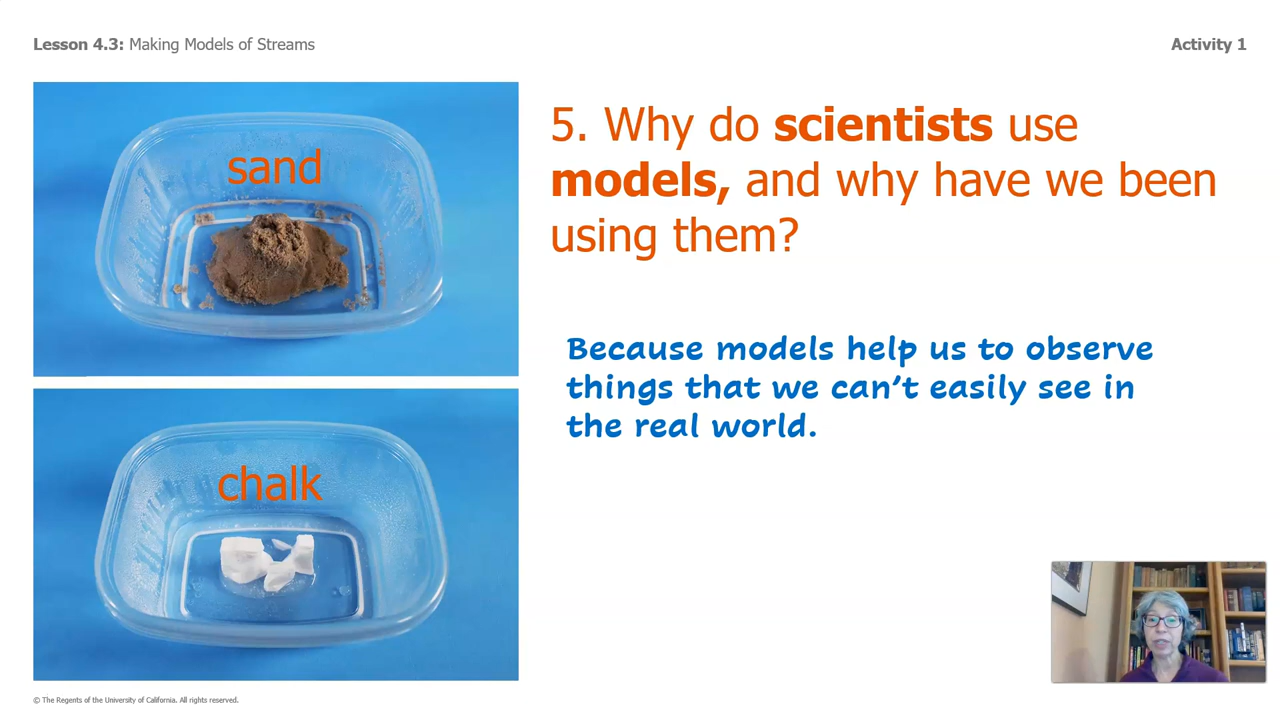 Lesson 4.3: Making Models of Streams
Activity 1
sand
chalk
5. Why do scientists use
models, and why have we been
using them?
Because models help us to observe
things that we can't easily see in
the real world.
© The Regents of the University of California. All rights reserved.